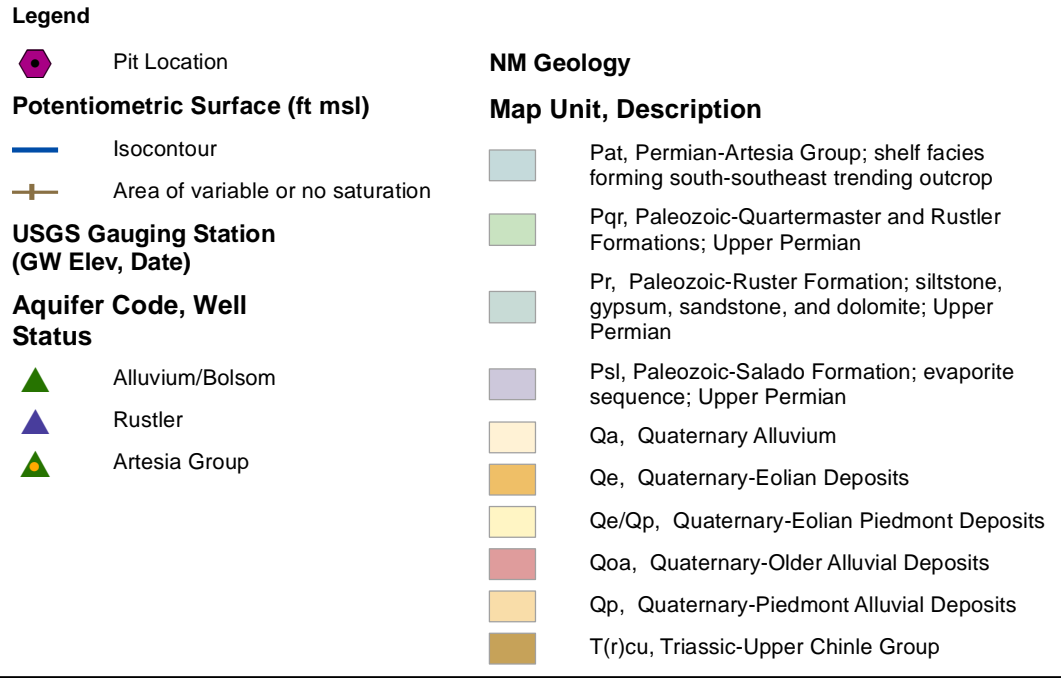 Legend
Pit Location
Potentiometric Surface (ft msl)
Isocontour
Area of variable or no saturation
USGS Gauging Station
(GW Elev, Date)
Aquifer Code, Well
Status
Alluvium/Bolsom
Rustler
Artesia Group
NM Geology
Map Unit, Description
Pat, Permian-Artesia Group; shelf facies
forming south-southeast trending outcrop
Pqr, Paleozoic-Quartermaster and Rustler
Formations; Upper Permian
Pr, Paleozoic-Ruster Formation; siltstone,
gypsum, sandstone, and dolomite; Upper
Permian
Psl, Paleozoic-Salado Formation; evaporite
sequence; Upper Permian
Qa, Quaternary Alluvium
Qe, Quaternary-Eolian Deposits
Qe/Qp, Quaternary-Eolian Piedmont Deposits
Qoa, Quaternary-Older Alluvial Deposits
Qp, Quaternary-Piedmont Alluvial Deposits
T(r)cu, Triassic-Upper Chinle Group